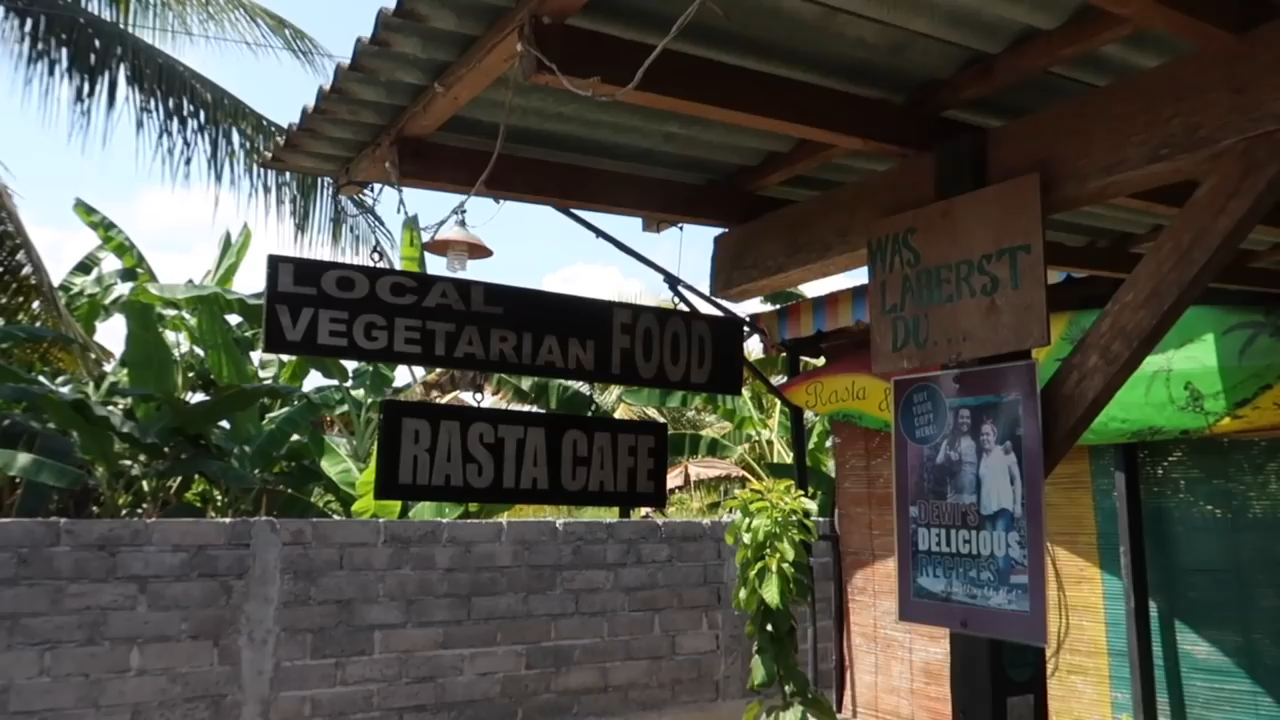 LOCAL
VEGETARIAN FOOD
RASTA CAFE
WAS
LABERST
DU...
Rasta &
BUY
YOUR
COPY
HERE!
DEWI'S
DELICIOUS
RECIPES